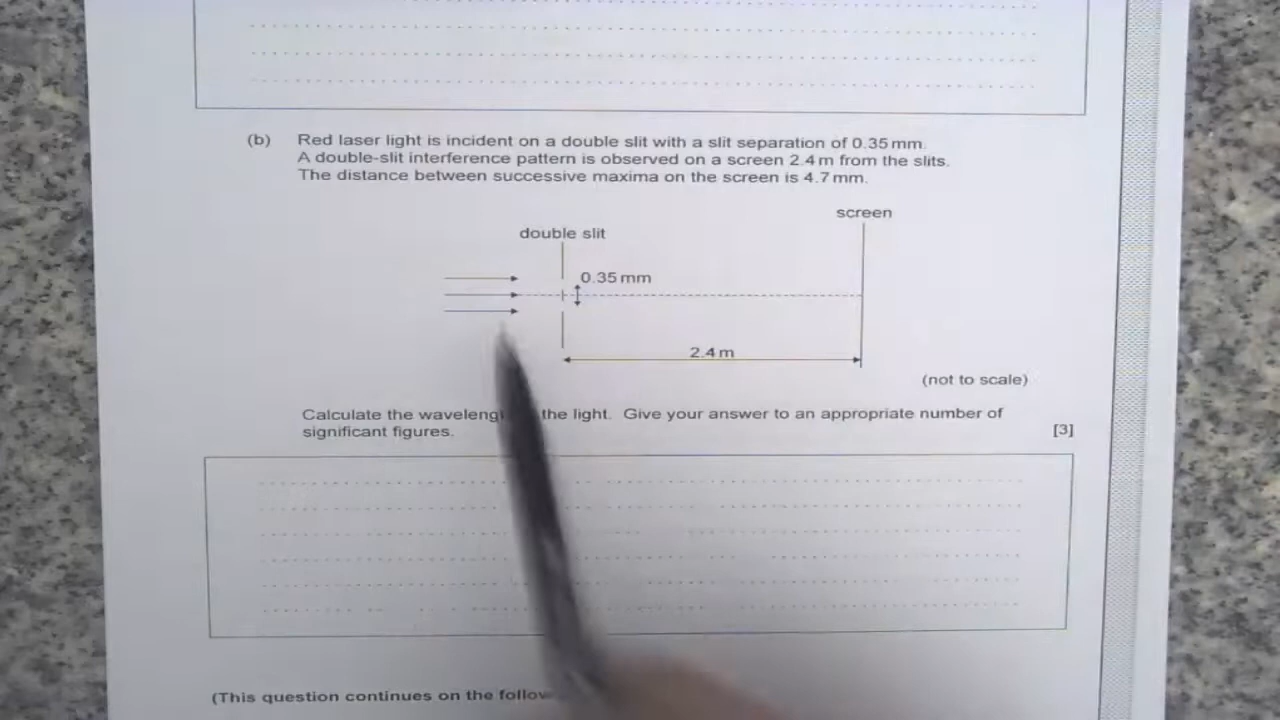 (b) Red laser light is incident on a double slit with a slit separation of 0.35 mm.
A double-slit interference pattern is observed on a screen 2.4 m from the slits.
The distance between successive maxima on the screen is 4.7 mm.
screen
double slit
0.35 mm
2.4 m
(not to scale)
Calculate the the light. Give your answer to an appropriate number of
significant figures. [3]
(This question continues on the